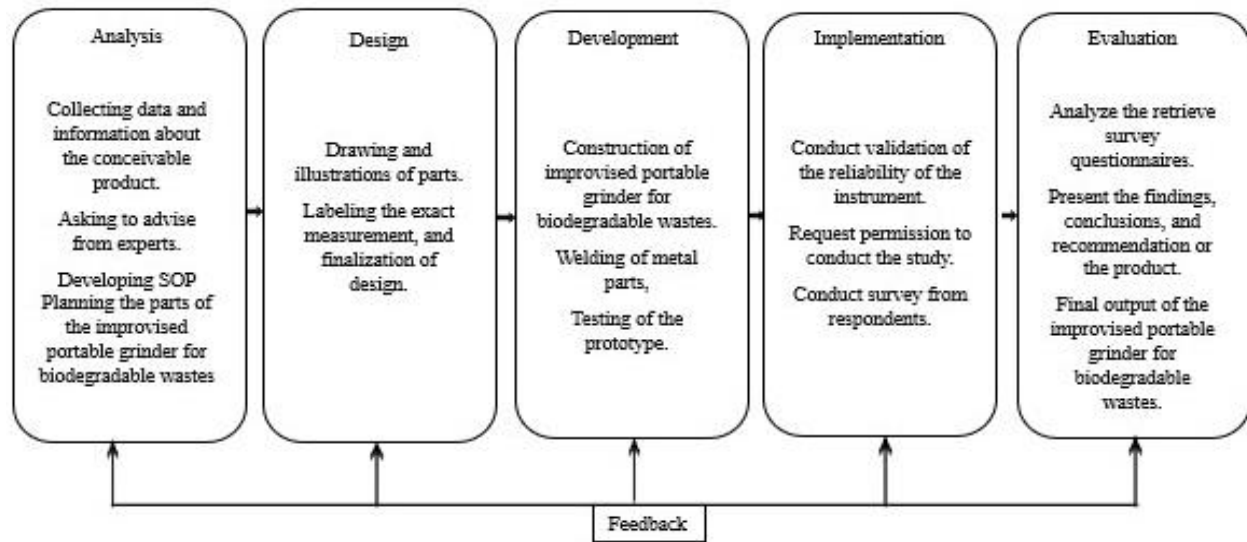 Analysis
Collecting data and
information about
the conceivable
product.
Asking to advise
from experts.
Developing SOP
Planning the parts of
the improvised
portable grinder for
biodegradable wastes
Design
Drawing and
illustrations of parts.
Labeling the exact
measurement, and
finalization of
design.
Development
Construction of
improvised portable
grinder for
biodegradable wastes.
Welding of metal
parts,
Testing of the
prototype.
Implementation
Conduct validation of
the reliability of the
instrument.
Request permission to
conduct the study.
Conduct survey from
respondents.
Evaluation
Analyze the retrieve
survey
questionnaires.
Present the findings,
conclusions, and
recommendation or
the product.
Final output of the
improvised portable
grinder for
biodegradable
wastes.
Feedback